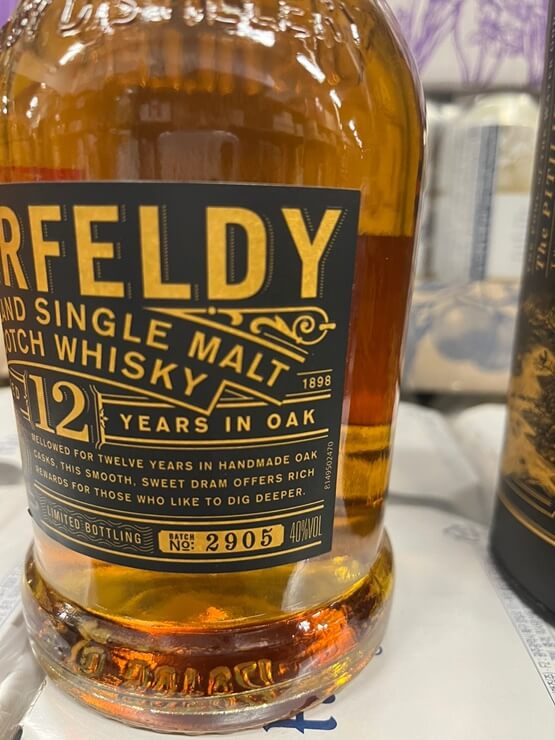 RFELDY
AND SINGLE MALT
OTCH WHISKY
1898
12 YEARS IN OAK
MELLOWED FOR TWELVE YEARS IN HANDMADE OAK
CASKS, THIS SMOOTH, SWEET DRAM OFFERS RICH
REWARDS FOR THOSE WHO LIKE TO DIG DEEPER.
LIMITED BOTTLING
BATCH
No: 2905
40%VOL
8149502470